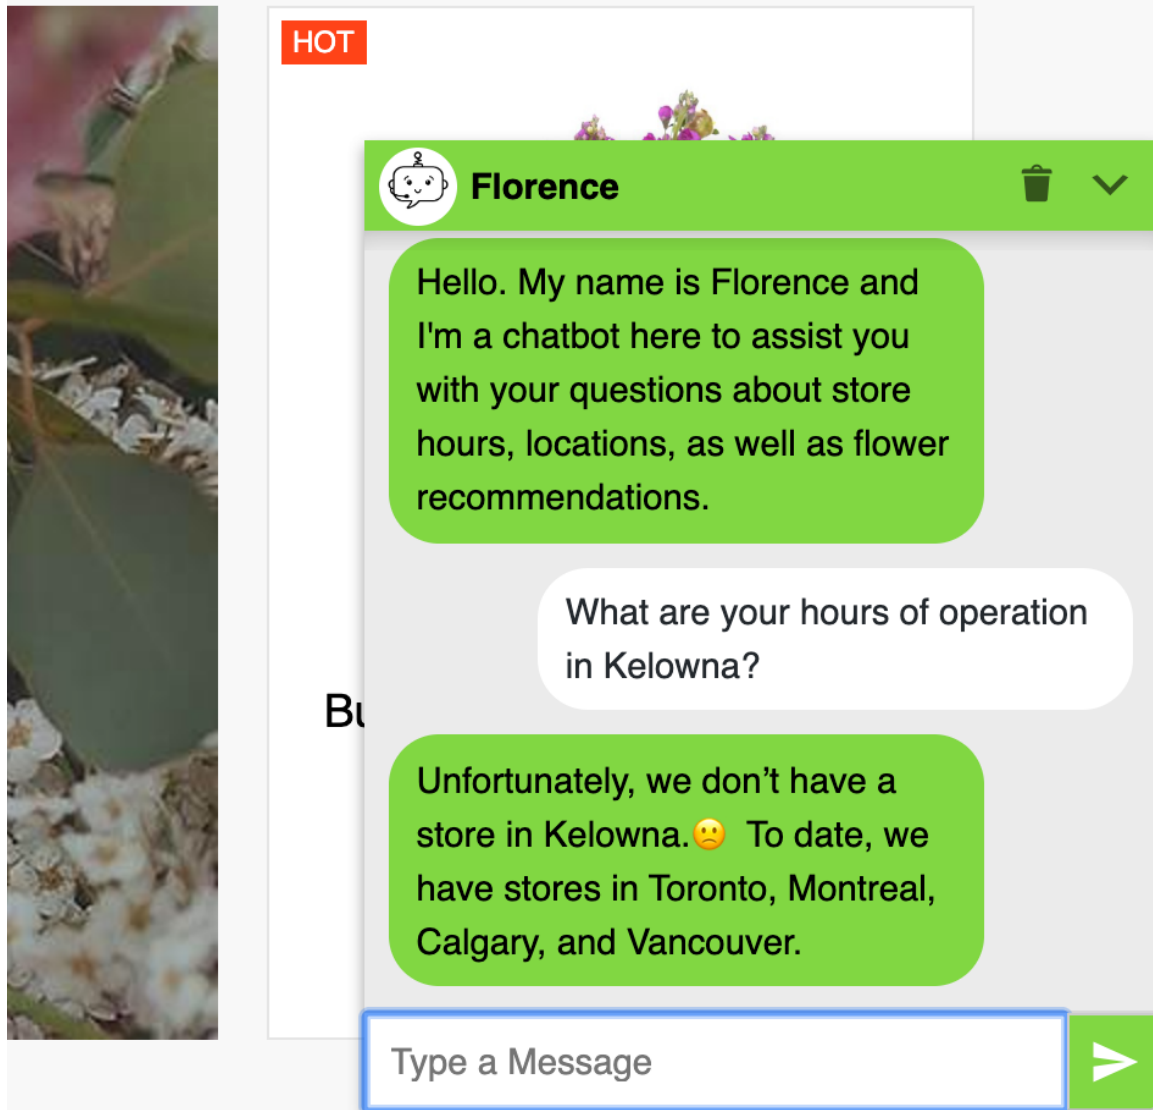 HOT
Florence
Hello. My name is Florence and
I'm a chatbot here to assist you
with your questions about store
hours, locations, as well as flower
recommendations.
What are your hours of operation
in Kelowna?
Bu
Unfortunately, we don’t have a
store in Kelowna.🙁 To date, we
have stores in Toronto, Montreal,
Calgary, and Vancouver.
Type a Message